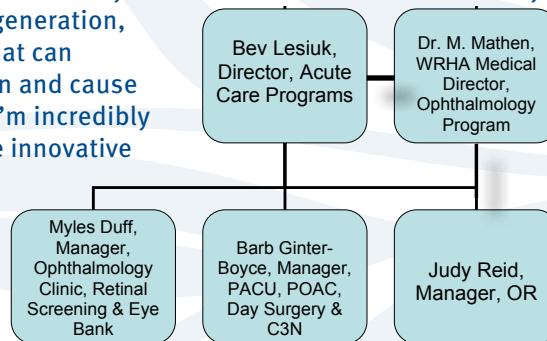 generation,
at can
n and cause
'm incredibly
e innovative
Bev Lesiuk,
Director, Acute
Care Programs
Dr. M. Mathen,
WRHA Medical
Director,
Ophthalmology
Program
Myles Duff,
Manager,
Ophthalmology
Clinic, Retinal
Screening & Eye
Bank
Barb Ginter-
Boyce, Manager,
PACU, POAC,
Day Surgery &
C3N
Judy Reid,
Manager, OR